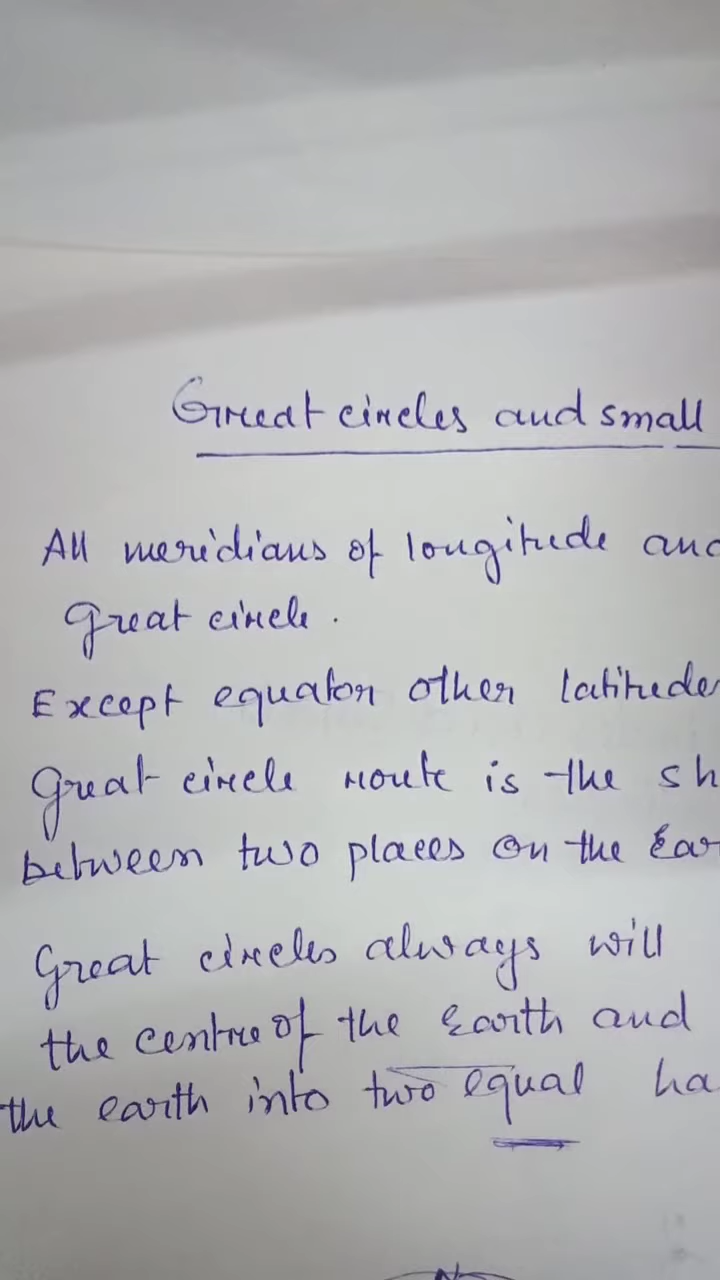 Great circles and small
All meridians of longitude and
great circle.
Except equator other latitudes
Great circle route is the sh
between two places on the Ear
Great circles always will
the centre of the Earth and
the earth into two equal ha
N